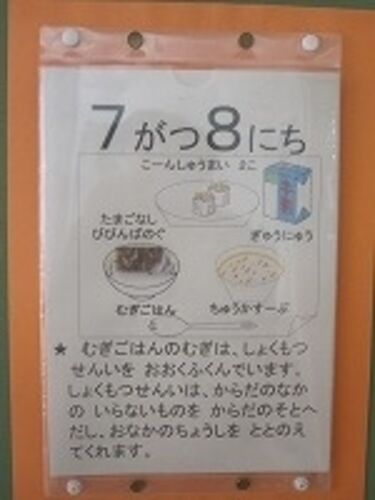 7がつ8にち
こーんしゅうまい 2こ
牛乳
たまごなし
びびんばのぐ
ぎゅうにゅう
むぎごはん
ちゅうかすーぷ
★ むぎごはんのむぎは、しょくもつ
せんいを おおくふくんでいます。
しょくもつせんいは、からだのなか
の いらないものを からだのそとへ
だし、おなかのちょうしを ととのえ
てくれます。